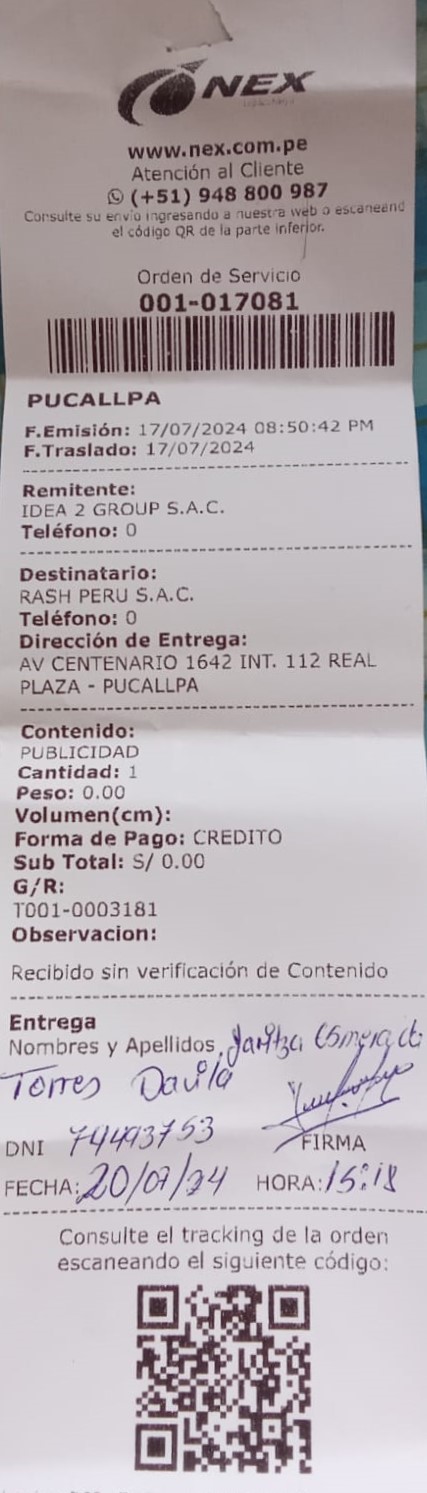 NEX
www.nex.com.pe
Atención al Cliente
(+51) 948 800 987
Consulte su envío ingresando a nuestra web o escaneand
el código QR de la parte inferior.
Orden de Servicio
001-017081
PUCALLPA
F.Emisión: 17/07/2024 08:50:42 PM
F.Traslado: 17/07/2024
Remitente:
IDEA 2 GROUP S.A.C.
Teléfono: 0
Destinatario:
RASH PERU S.A.C.
Teléfono: 0
Dirección de Entrega:
AV CENTENARIO 1642 INT. 112 REAL
PLAZA - PUCALLPA
Contenido:
PUBLICIDAD
Cantidad: 1
Peso: 0.00
Volumen(cm):
Forma de Pago: CREDITO
Sub Total: S/ 0.00
G/R:
T001-0003181
Observacion:
Recibido sin verificación de Contenido
Entrega
Nombres y Apellidos
Torres Davila
DNI 74493753
FIRMA
FECHA: 20/07/24 HORA: 15:18
Consulte el tracking de la orden
escaneando el siguiente código: